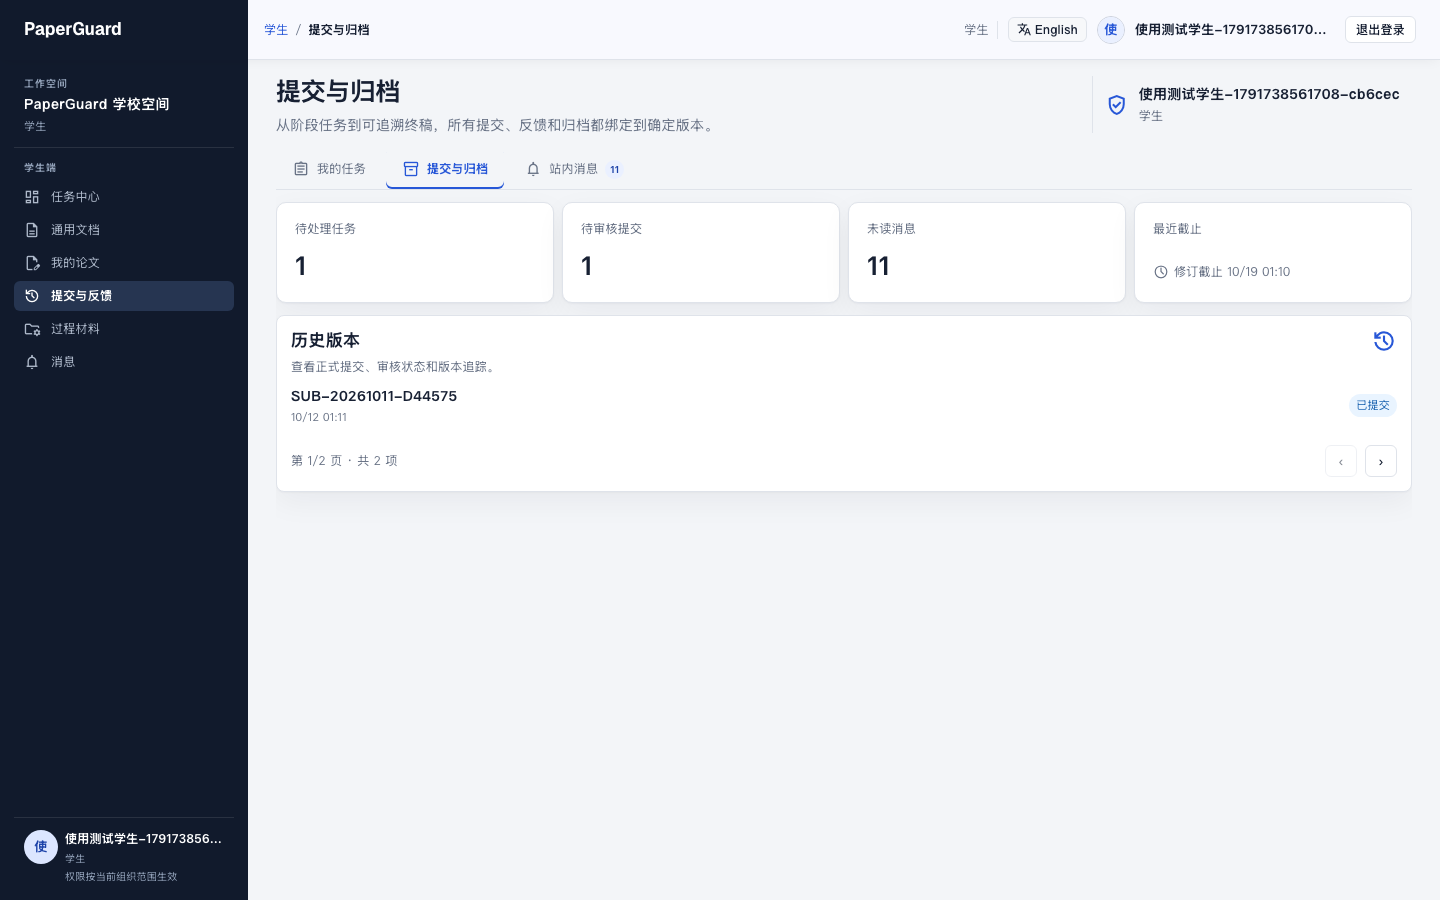 PaperGuard
工作空间
PaperGuard 学校空间
学生
学生端
任务中心
通用文档
我的论文
提交与反馈
过程材料
消息
使
使用测试学生-179173856...
学生
权限按当前组织范围生效
学生 / 提交与归档
学生
English
使
使用测试学生-179173856170...
退出登录
提交与归档
从阶段任务到可追溯终稿，所有提交、反馈和归档都绑定到确定版本。
使用测试学生-1791738561708-cb6cec
学生
我的任务
提交与归档
站内消息 11
待处理任务
1
待审核提交
1
未读消息
11
最近截止
修订截止 10/19 01:10
历史版本
查看正式提交、审核状态和版本追踪。
SUB-20261011-D44575
10/12 01:11
已提交
第 1/2 页 · 共 2 项
‹
›